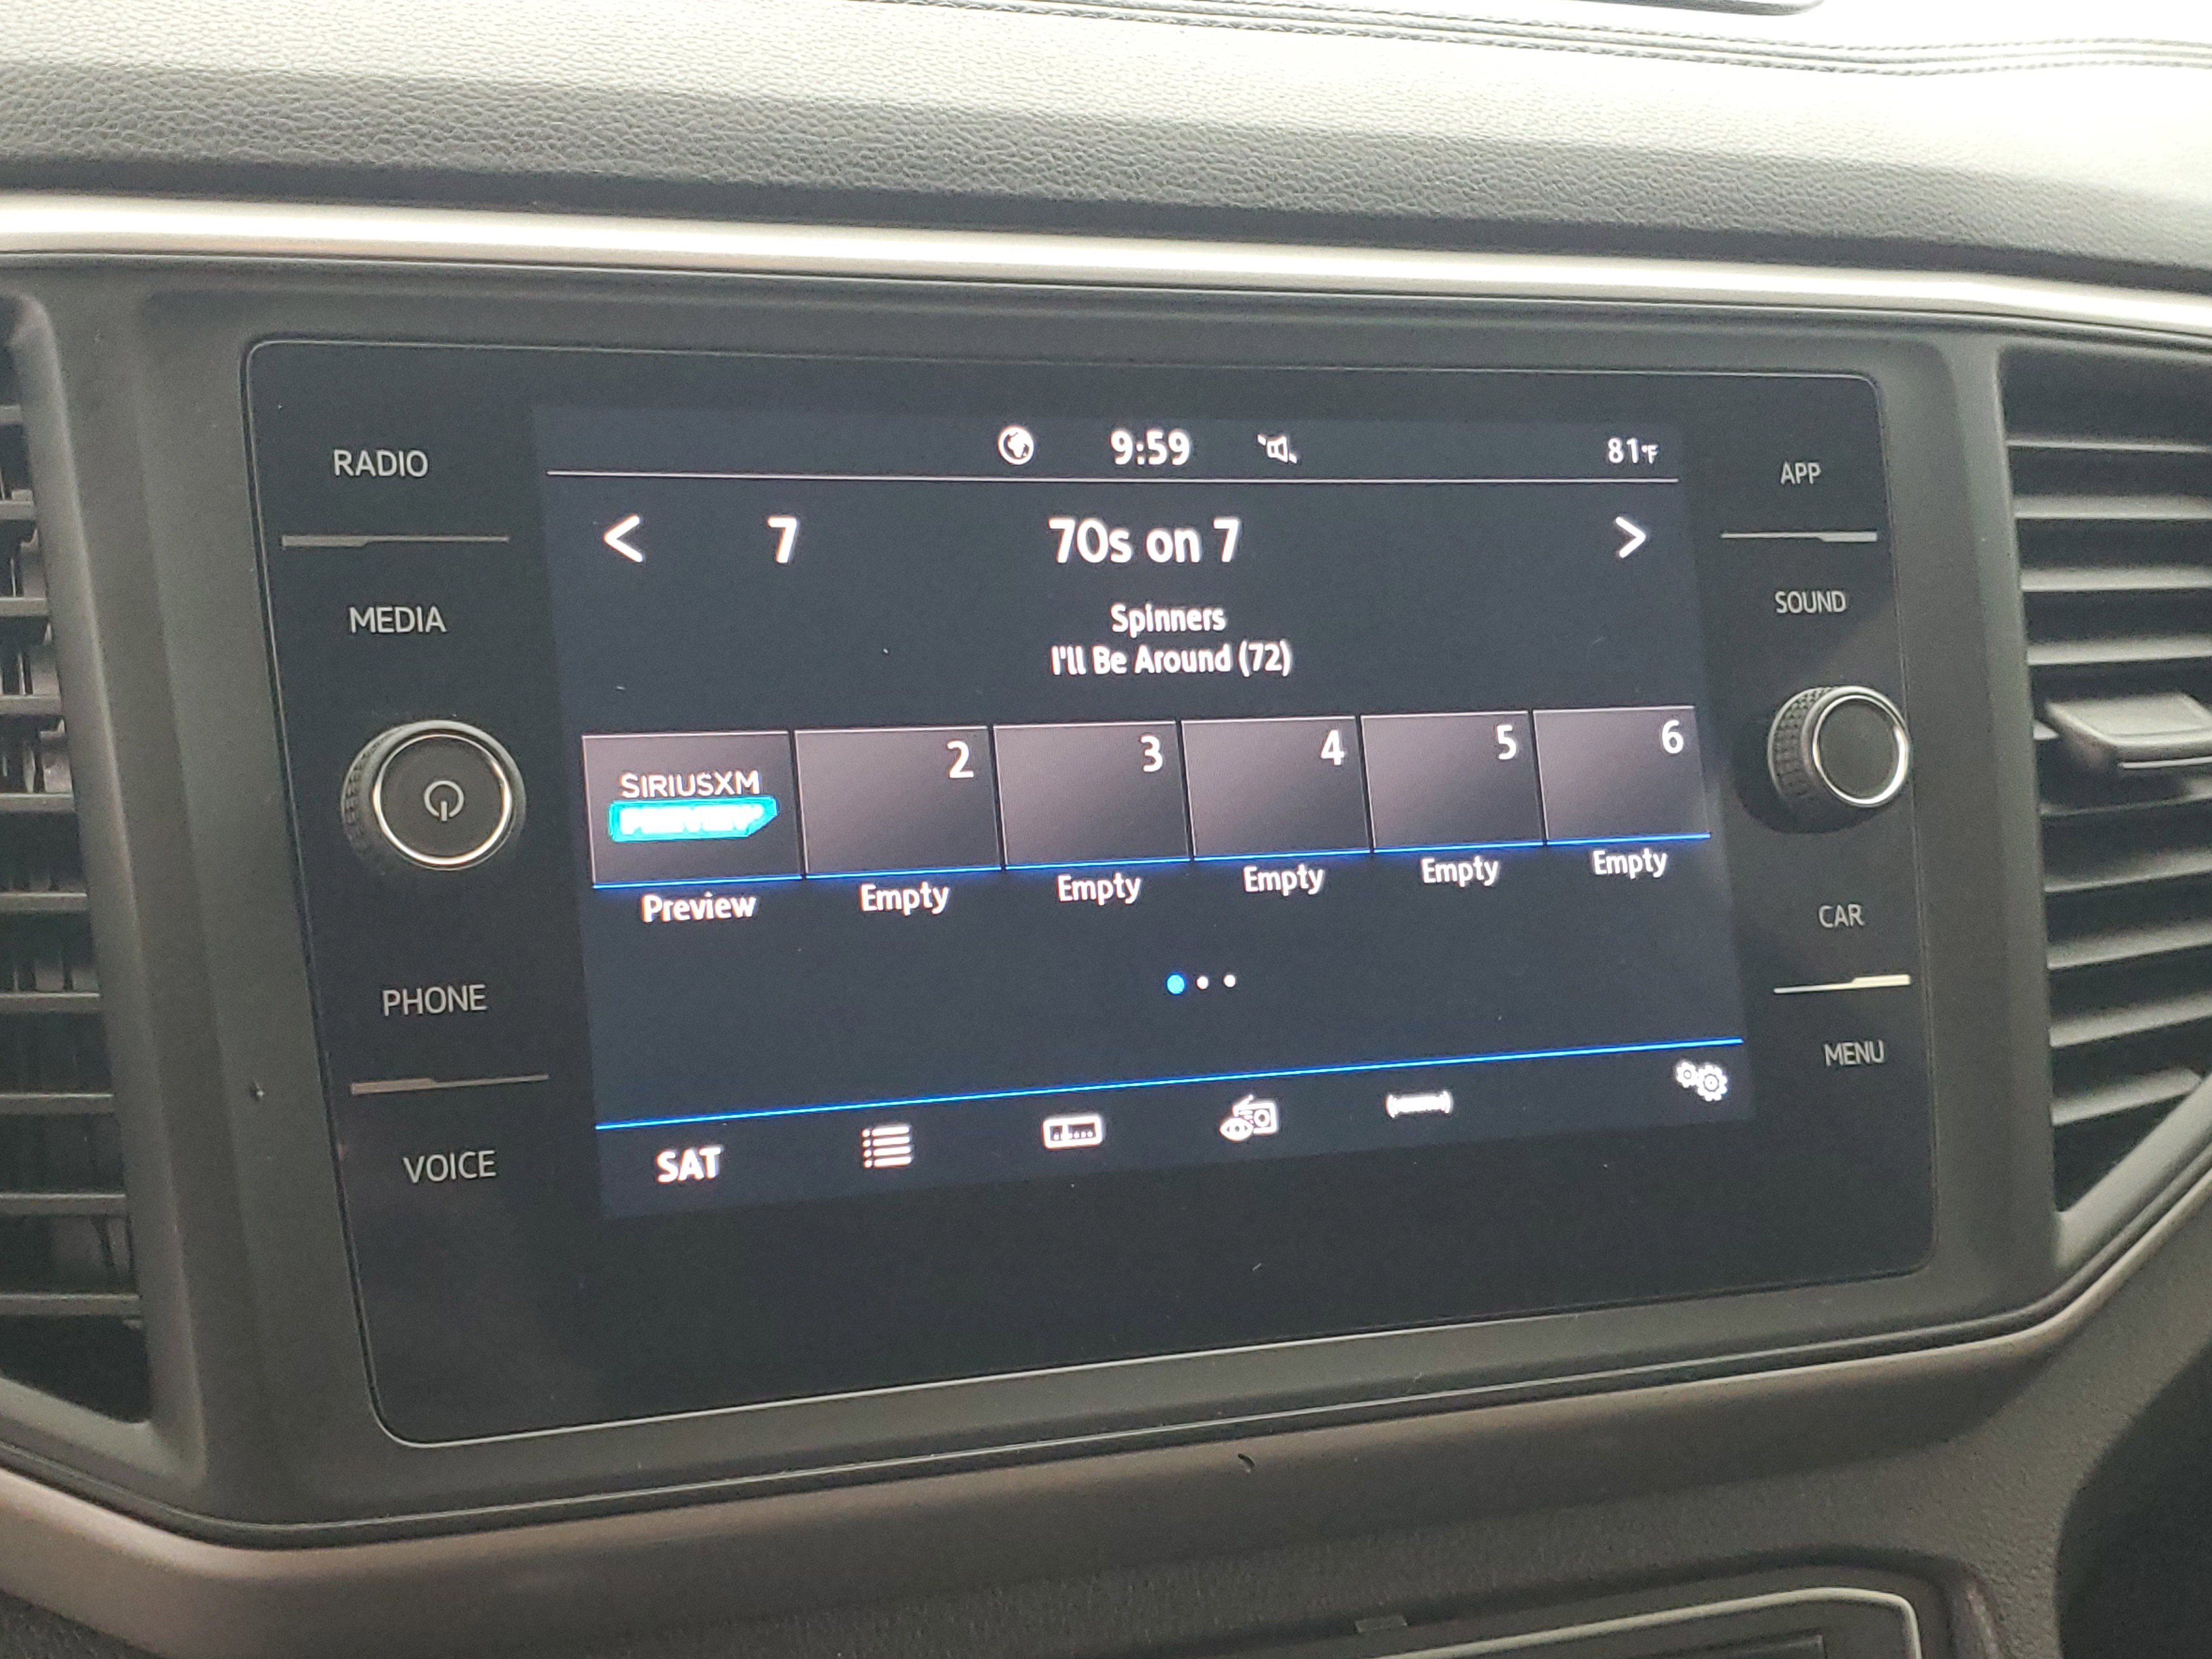 RADIO
MEDIA
PHONE
VOICE
9:59
81°F
7
70s on 7
Spinners
I'll Be Around (72)
SIRIUSXM
2
3
4
5
6
Preview
Empty
Empty
Empty
Empty
Empty
SAT
APP
SOUND
CAR
MENU